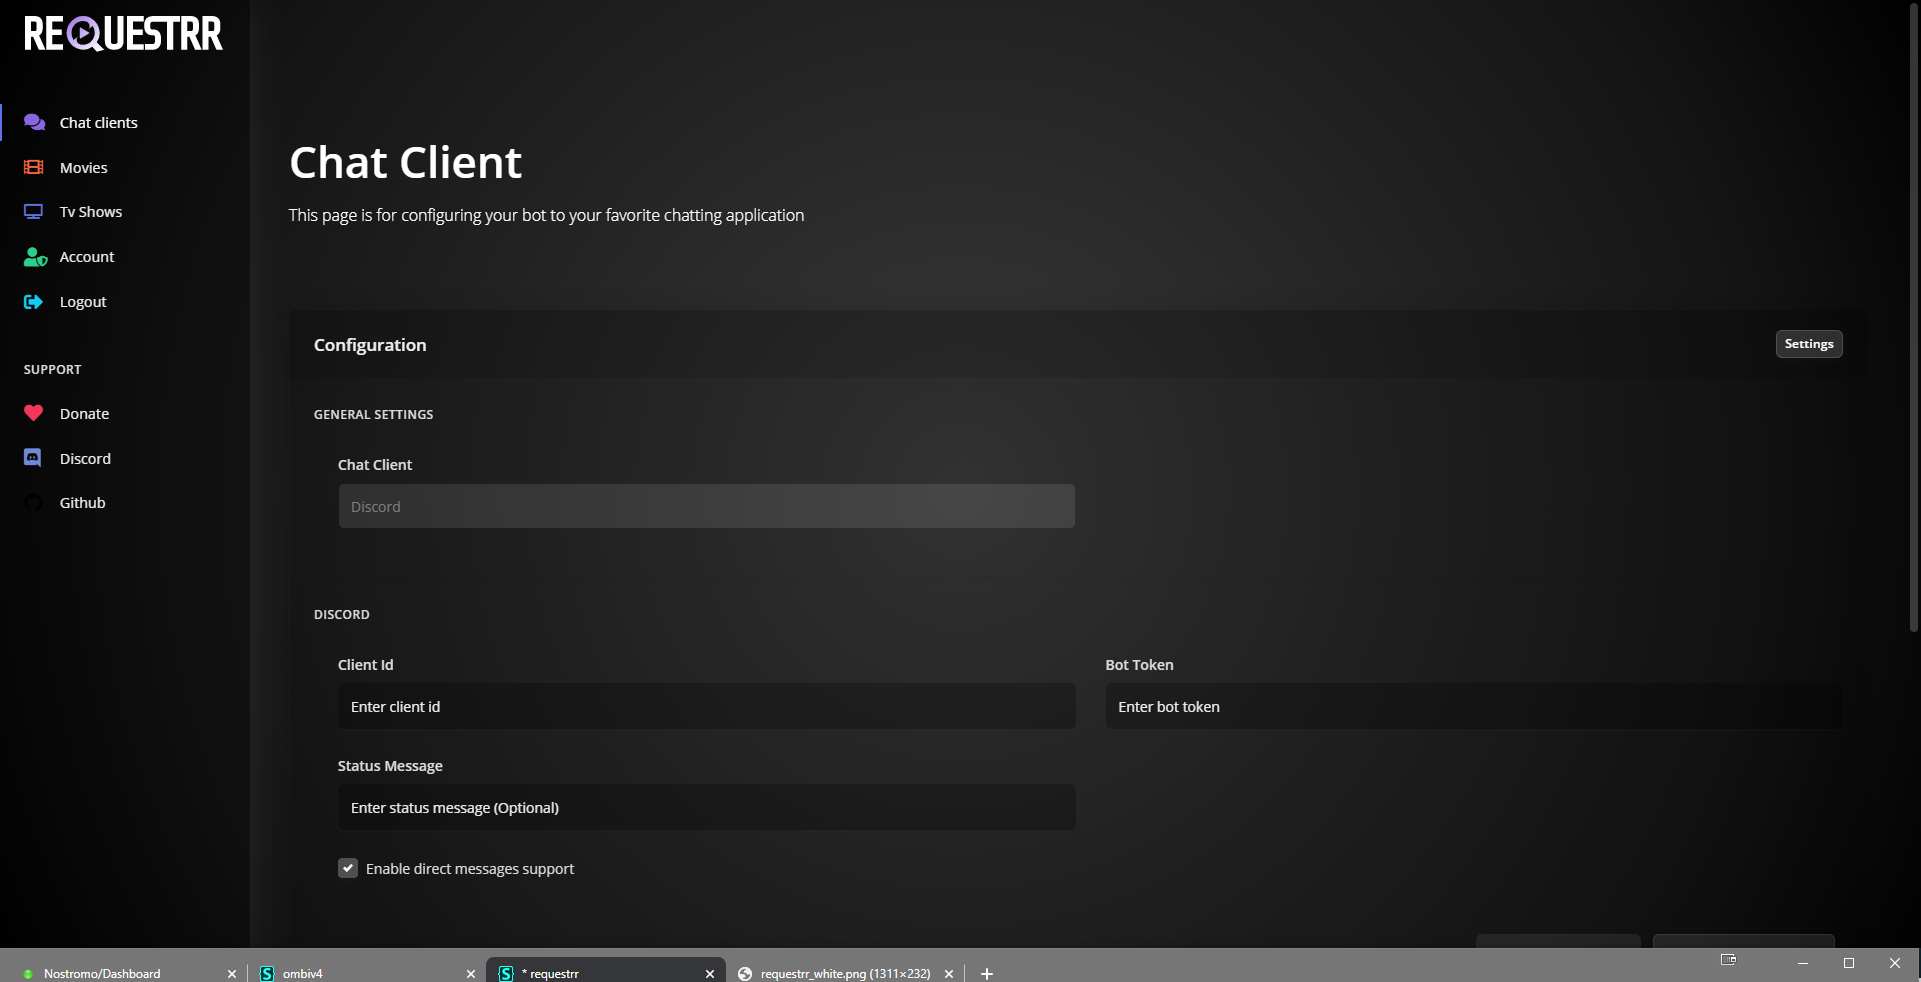 REQUESTRR
Chat clients
Movies
Tv Shows
Account
Logout
SUPPORT
Donate
Discord
Github
Chat Client
This page is for configuring your bot to your favorite chatting application
Configuration
Settings
GENERAL SETTINGS
Chat Client
Discord
DISCORD
Client Id
Bot Token
Enter client id
Enter bot token
Status Message
Enter status message (Optional)
Enable direct messages support
Nostromo/Dashboard
ombiv4
* requestrr
requestrr_white.png (1311×232)